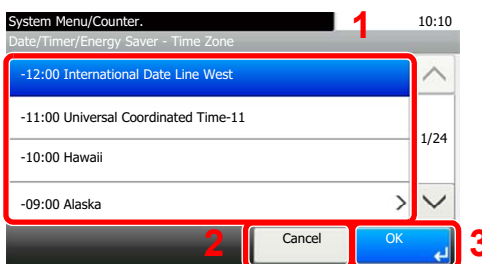 System Menu/Counter.
1
10:10
Date/Timer/Energy Saver - Time Zone
-12:00 International Date Line West
-11:00 Universal Coordinated Time-11
1/24
-10:00 Hawaii
-09:00 Alaska
2
Cancel
OK
3